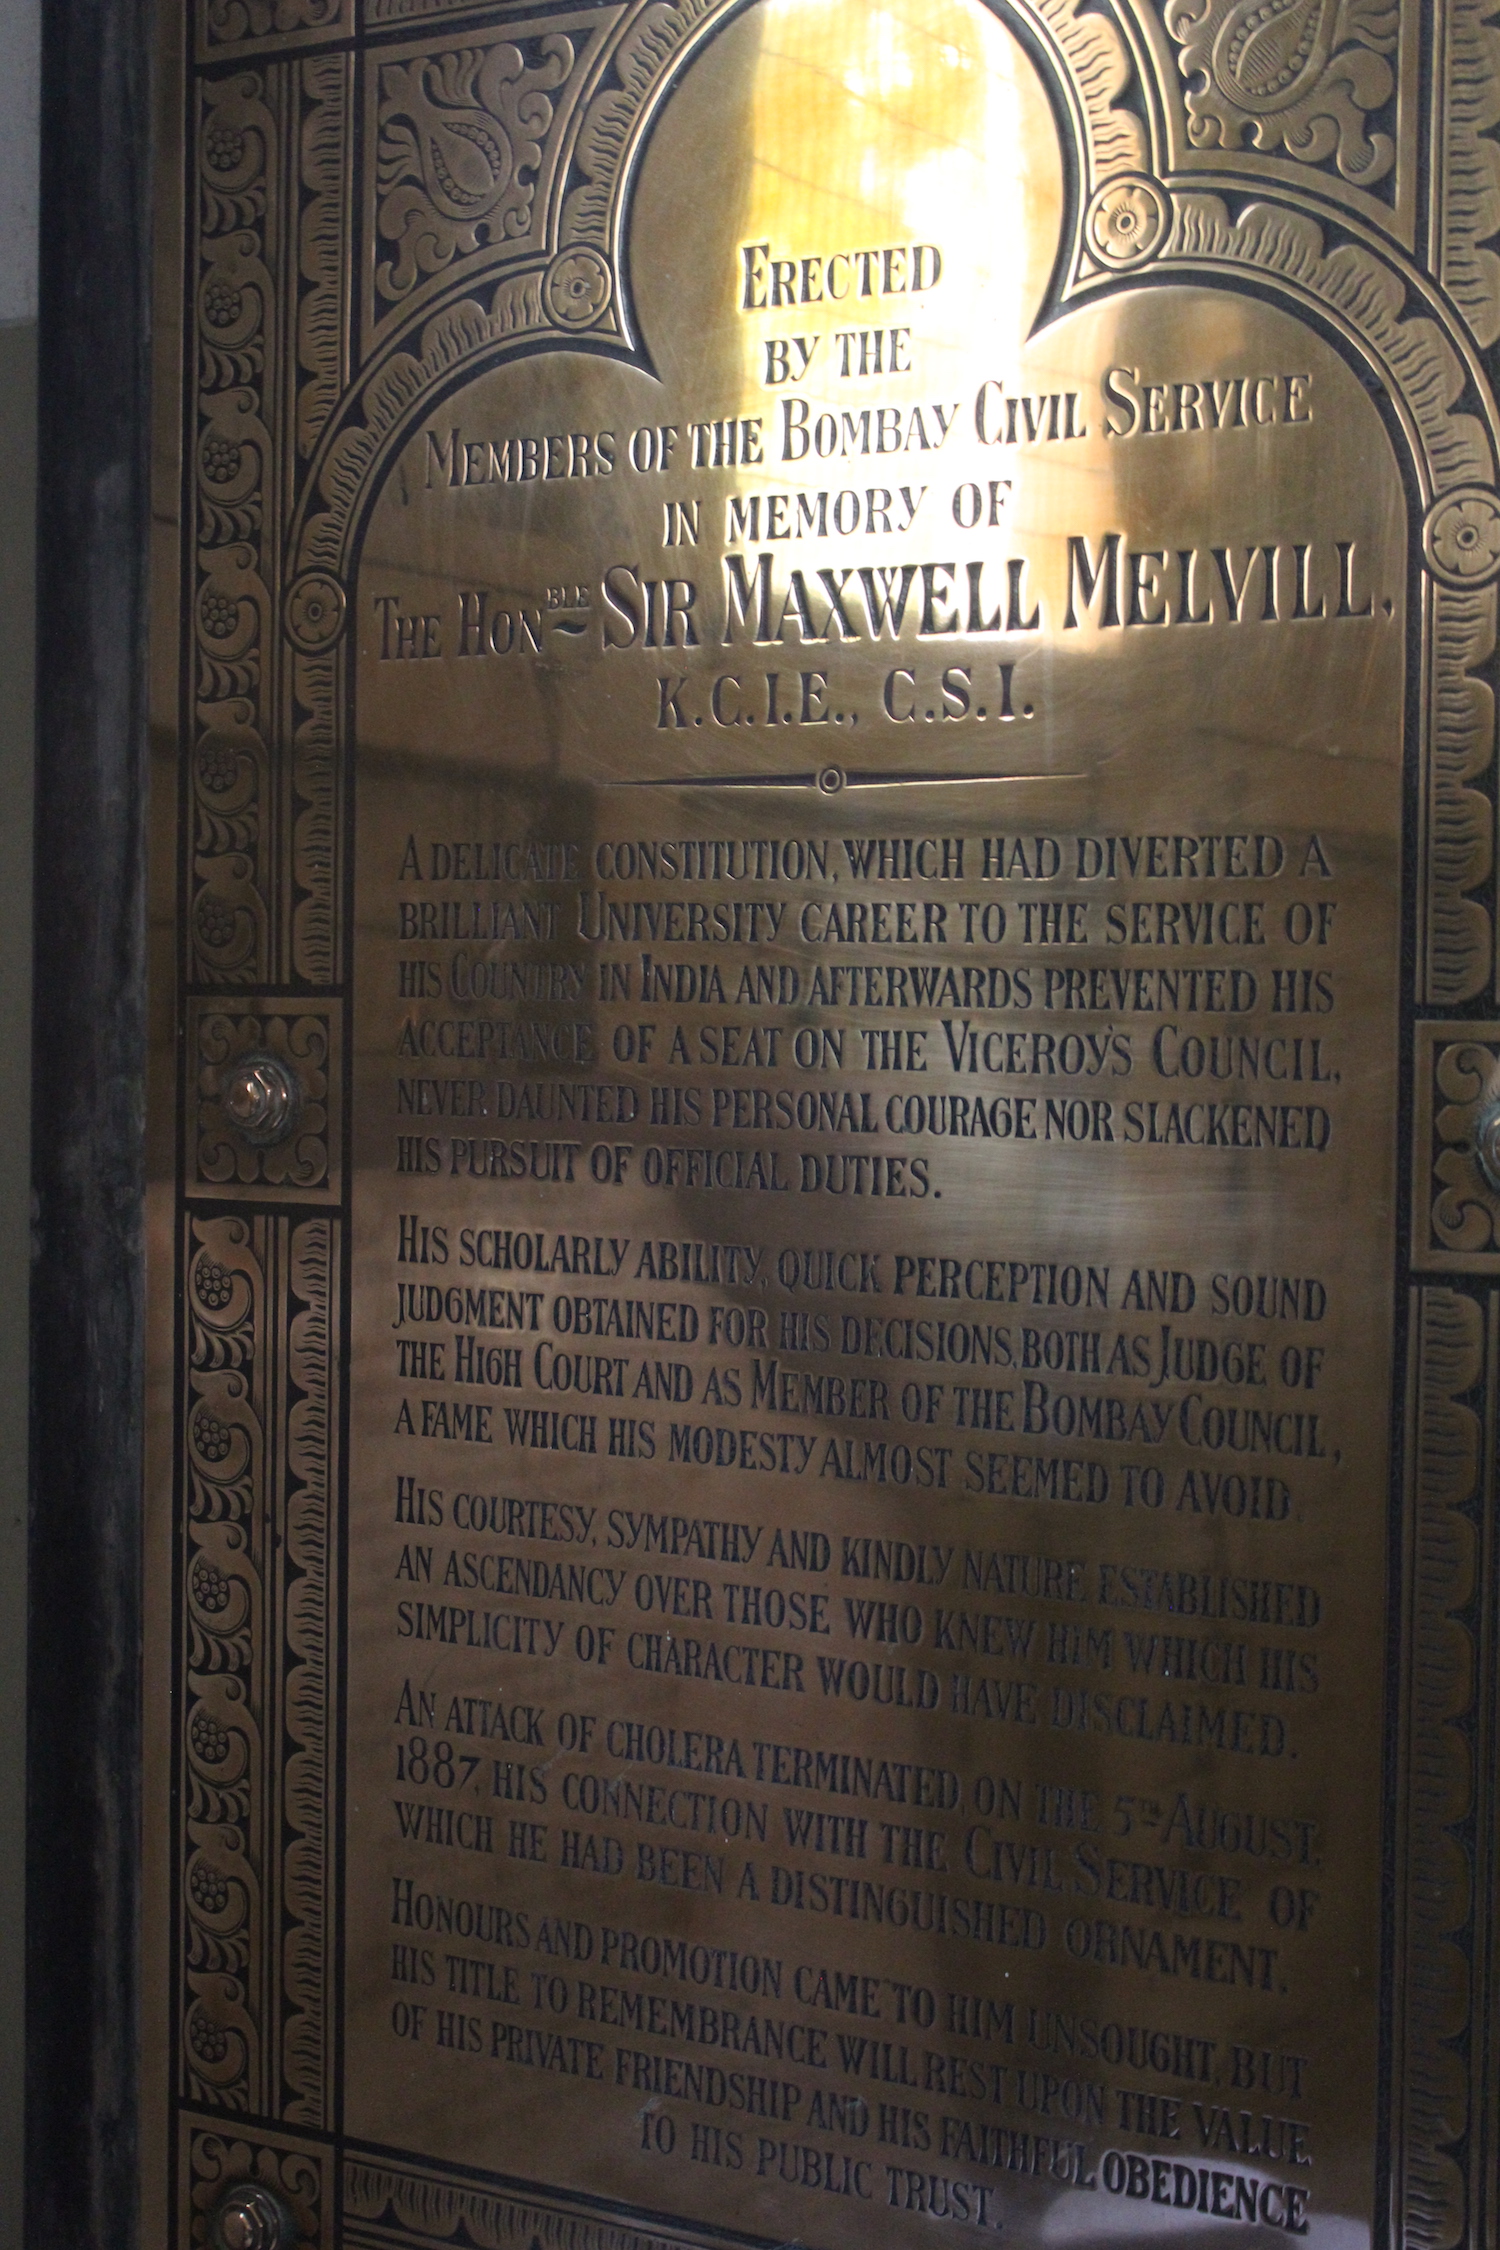 ERECTED
BY THE
MEMBERS OF THE BOMBAY CIVIL SERVICE
IN MEMORY OF
THE HONBLE SIR MAXWELL MELVILL,
K.C.I.E., C.S.I.
A DELICATE CONSTITUTION, WHICH HAD DIVERTED A
BRILLIANT UNIVERSITY CAREER TO THE SERVICE OF
HIS COUNTRY IN INDIA AND AFTERWARDS PREVENTED HIS
ACCEPTANCE OF A SEAT ON THE VICEROY'S COUNCIL,
NEVER DAUNTED HIS PERSONAL COURAGE NOR SLACKENED
HIS PURSUIT OF OFFICIAL DUTIES.
HIS SCHOLARLY ABILITY, QUICK PERCEPTION AND SOUND
JUDGMENT OBTAINED FOR HIS DECISIONS, BOTH AS JUDGE OF
THE HIGH COURT AND AS MEMBER OF THE BOMBAY COUNCIL,
A FAME WHICH HIS MODESTY ALMOST SEEMED TO AVOID.
HIS COURTESY, SYMPATHY AND KINDLY NATURE ESTABLISHED
AN ASCENDANCY OVER THOSE WHO KNEW HIM WHICH HIS
SIMPLICITY OF CHARACTER WOULD HAVE DISCLAIMED.
AN ATTACK OF CHOLERA TERMINATED, ON THE 5TH AUGUST,
1887, HIS CONNECTION WITH THE CIVIL SERVICE OF
WHICH HE HAD BEEN A DISTINGUISHED ORNAMENT.
HONOURS AND PROMOTION CAME TO HIM UNSOUGHT, BUT
HIS TITLE TO REMEMBRANCE WILL REST UPON THE VALUE
OF HIS PRIVATE FRIENDSHIP AND HIS FAITHFUL OBEDIENCE
TO HIS PUBLIC TRUST.